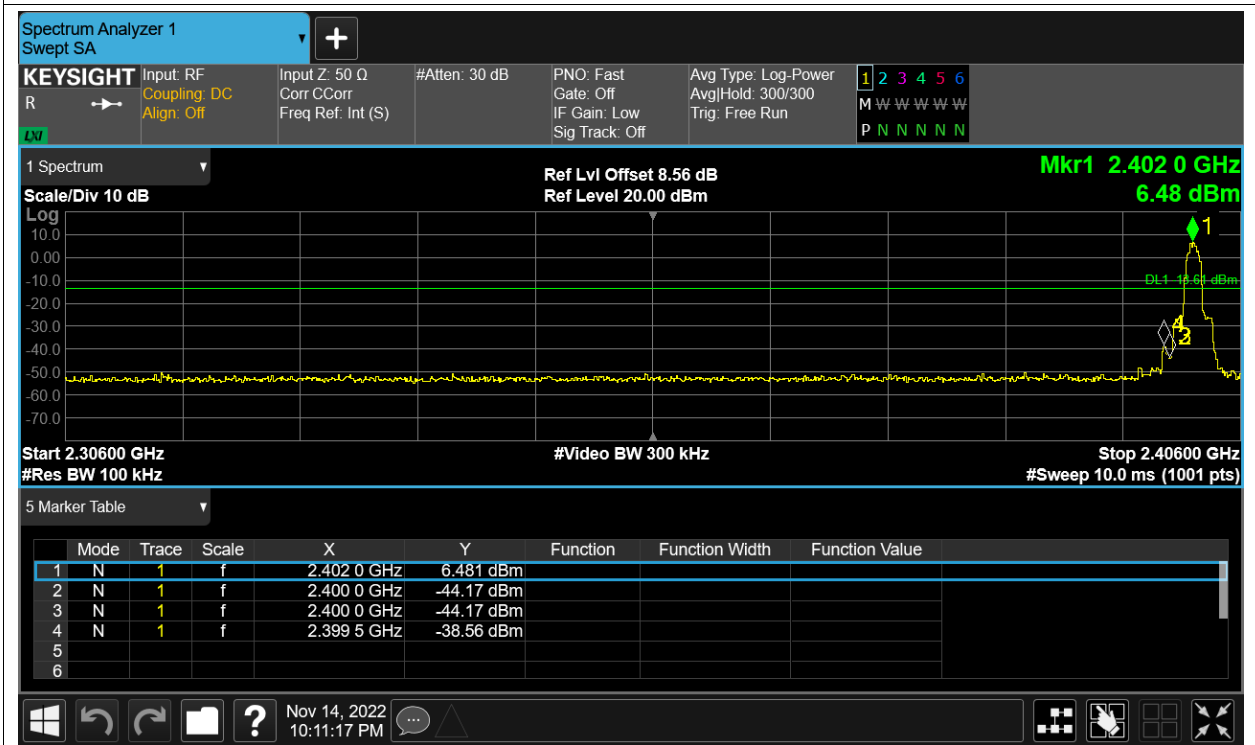 Spectrum Analyzer 1
Swept SA
KEYSIGHT
R
LXI
Input: RF
Coupling: DC
Align: Off
Input Z: 50 Ω
Corr CCorr
Freq Ref: Int (S)
#Atten: 30 dB
PNO: Fast
Gate: Off
IF Gain: Low
Sig Track: Off
Avg Type: Log-Power
Avg|Hold: 300/300
Trig: Free Run
1 2 3 4 5 6
M W W W W W
P N N N N N
1 Spectrum
Scale/Div 10 dB
Ref Lvl Offset 8.56 dB
Ref Level 20.00 dBm
Mkr1 2.402 0 GHz
6.48 dBm
Log
10.0
0.00
-10.0
-20.0
-30.0
-40.0
-50.0
-60.0
-70.0
1
DL1 -13.61 dBm
4
Start 2.30600 GHz
#Res BW 100 kHz
#Video BW 300 kHz
Stop 2.40600 GHz
#Sweep 10.0 ms (1001 pts)
5 Marker Table
Mode Trace Scale X Y Function Function Width Function Value
1 N 1 f 2.402 0 GHz 6.481 dBm
2 N 1 f 2.400 0 GHz -44.17 dBm
3 N 1 f 2.400 0 GHz -44.17 dBm
4 N 1 f 2.399 5 GHz -38.56 dBm
5
6
?
Nov 14, 2022
10:11:17 PM